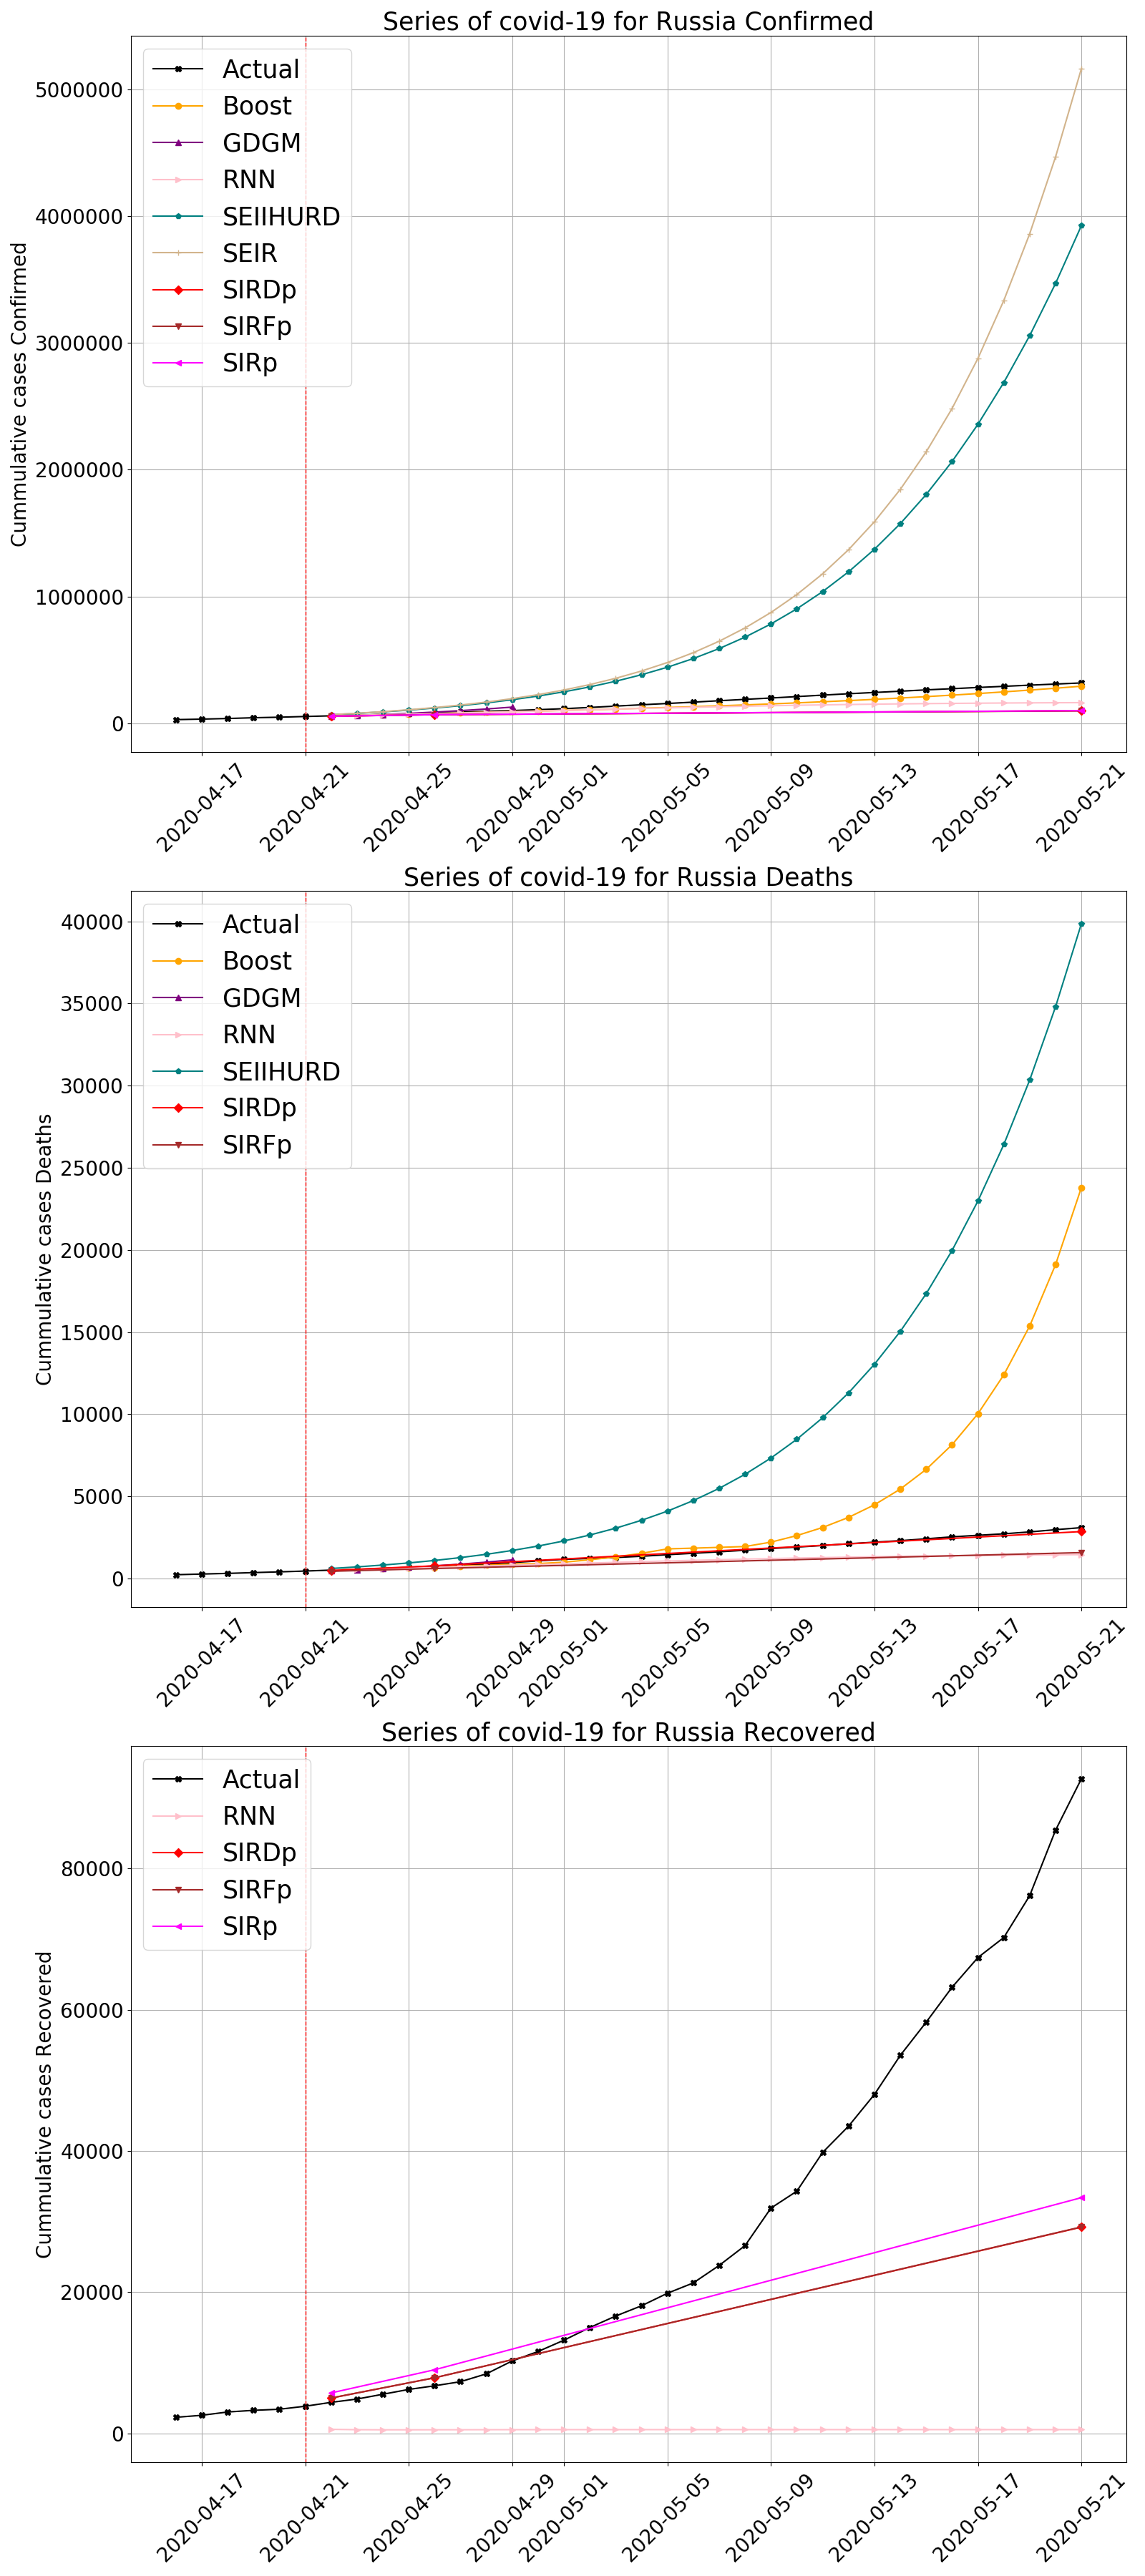 Series of covid-19 for Russia Confirmed
Actual
Boost
GDGM
RNN
SEIIHURD
SEIR
SIRDp
SIRFp
SIRp
Cummulative cases Confirmed
5000000
4000000
3000000
2000000
1000000
0
2020-04-17
2020-04-21
2020-04-25
2020-04-29
2020-05-01
2020-05-05
2020-05-09
2020-05-13
2020-05-17
2020-05-21
Series of covid-19 for Russia Deaths
Actual
Boost
GDGM
RNN
SEIIHURD
SIRDp
SIRFp
Cummulative cases Deaths
40000
35000
30000
25000
20000
15000
10000
5000
0
2020-04-17
2020-04-21
2020-04-25
2020-04-29
2020-05-01
2020-05-05
2020-05-09
2020-05-13
2020-05-17
2020-05-21
Series of covid-19 for Russia Recovered
Actual
RNN
SIRDp
SIRFp
SIRp
Cummulative cases Recovered
80000
60000
40000
20000
0
2020-04-17
2020-04-21
2020-04-25
2020-04-29
2020-05-01
2020-05-05
2020-05-09
2020-05-13
2020-05-17
2020-05-21